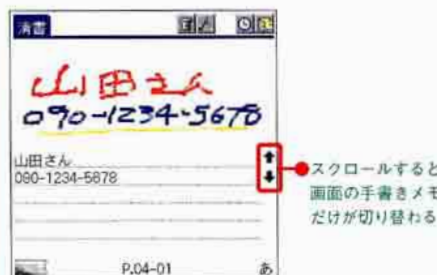 清書
山田さん
090-1234-5678
山田さん
090-1234-5678
スクロールすると
画面の手書きメモ
だけが切り替わる
P.04-01 あ